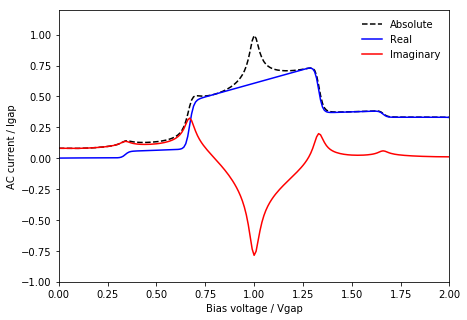 Absolute
Real
Imaginary
AC current / Igap
1.00
0.75
0.50
0.25
0.00
−0.25
−0.50
−0.75
−1.00
0.00 0.25 0.50 0.75 1.00 1.25 1.50 1.75 2.00
Bias voltage / Vgap